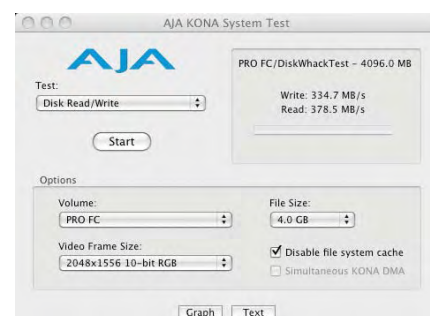 AJA KONA System Test
AJA
PRO FC/DiskWhackTest - 4096.0 MB
Write: 334.7 MB/s
Read: 378.5 MB/s
Test:
Disk Read/Write
Start
Options
Volume:
PRO FC
File Size:
4.0 GB
Video Frame Size:
2048x1556 10-bit RGB
Disable file system cache
Simultaneous KONA DMA
Graph Text